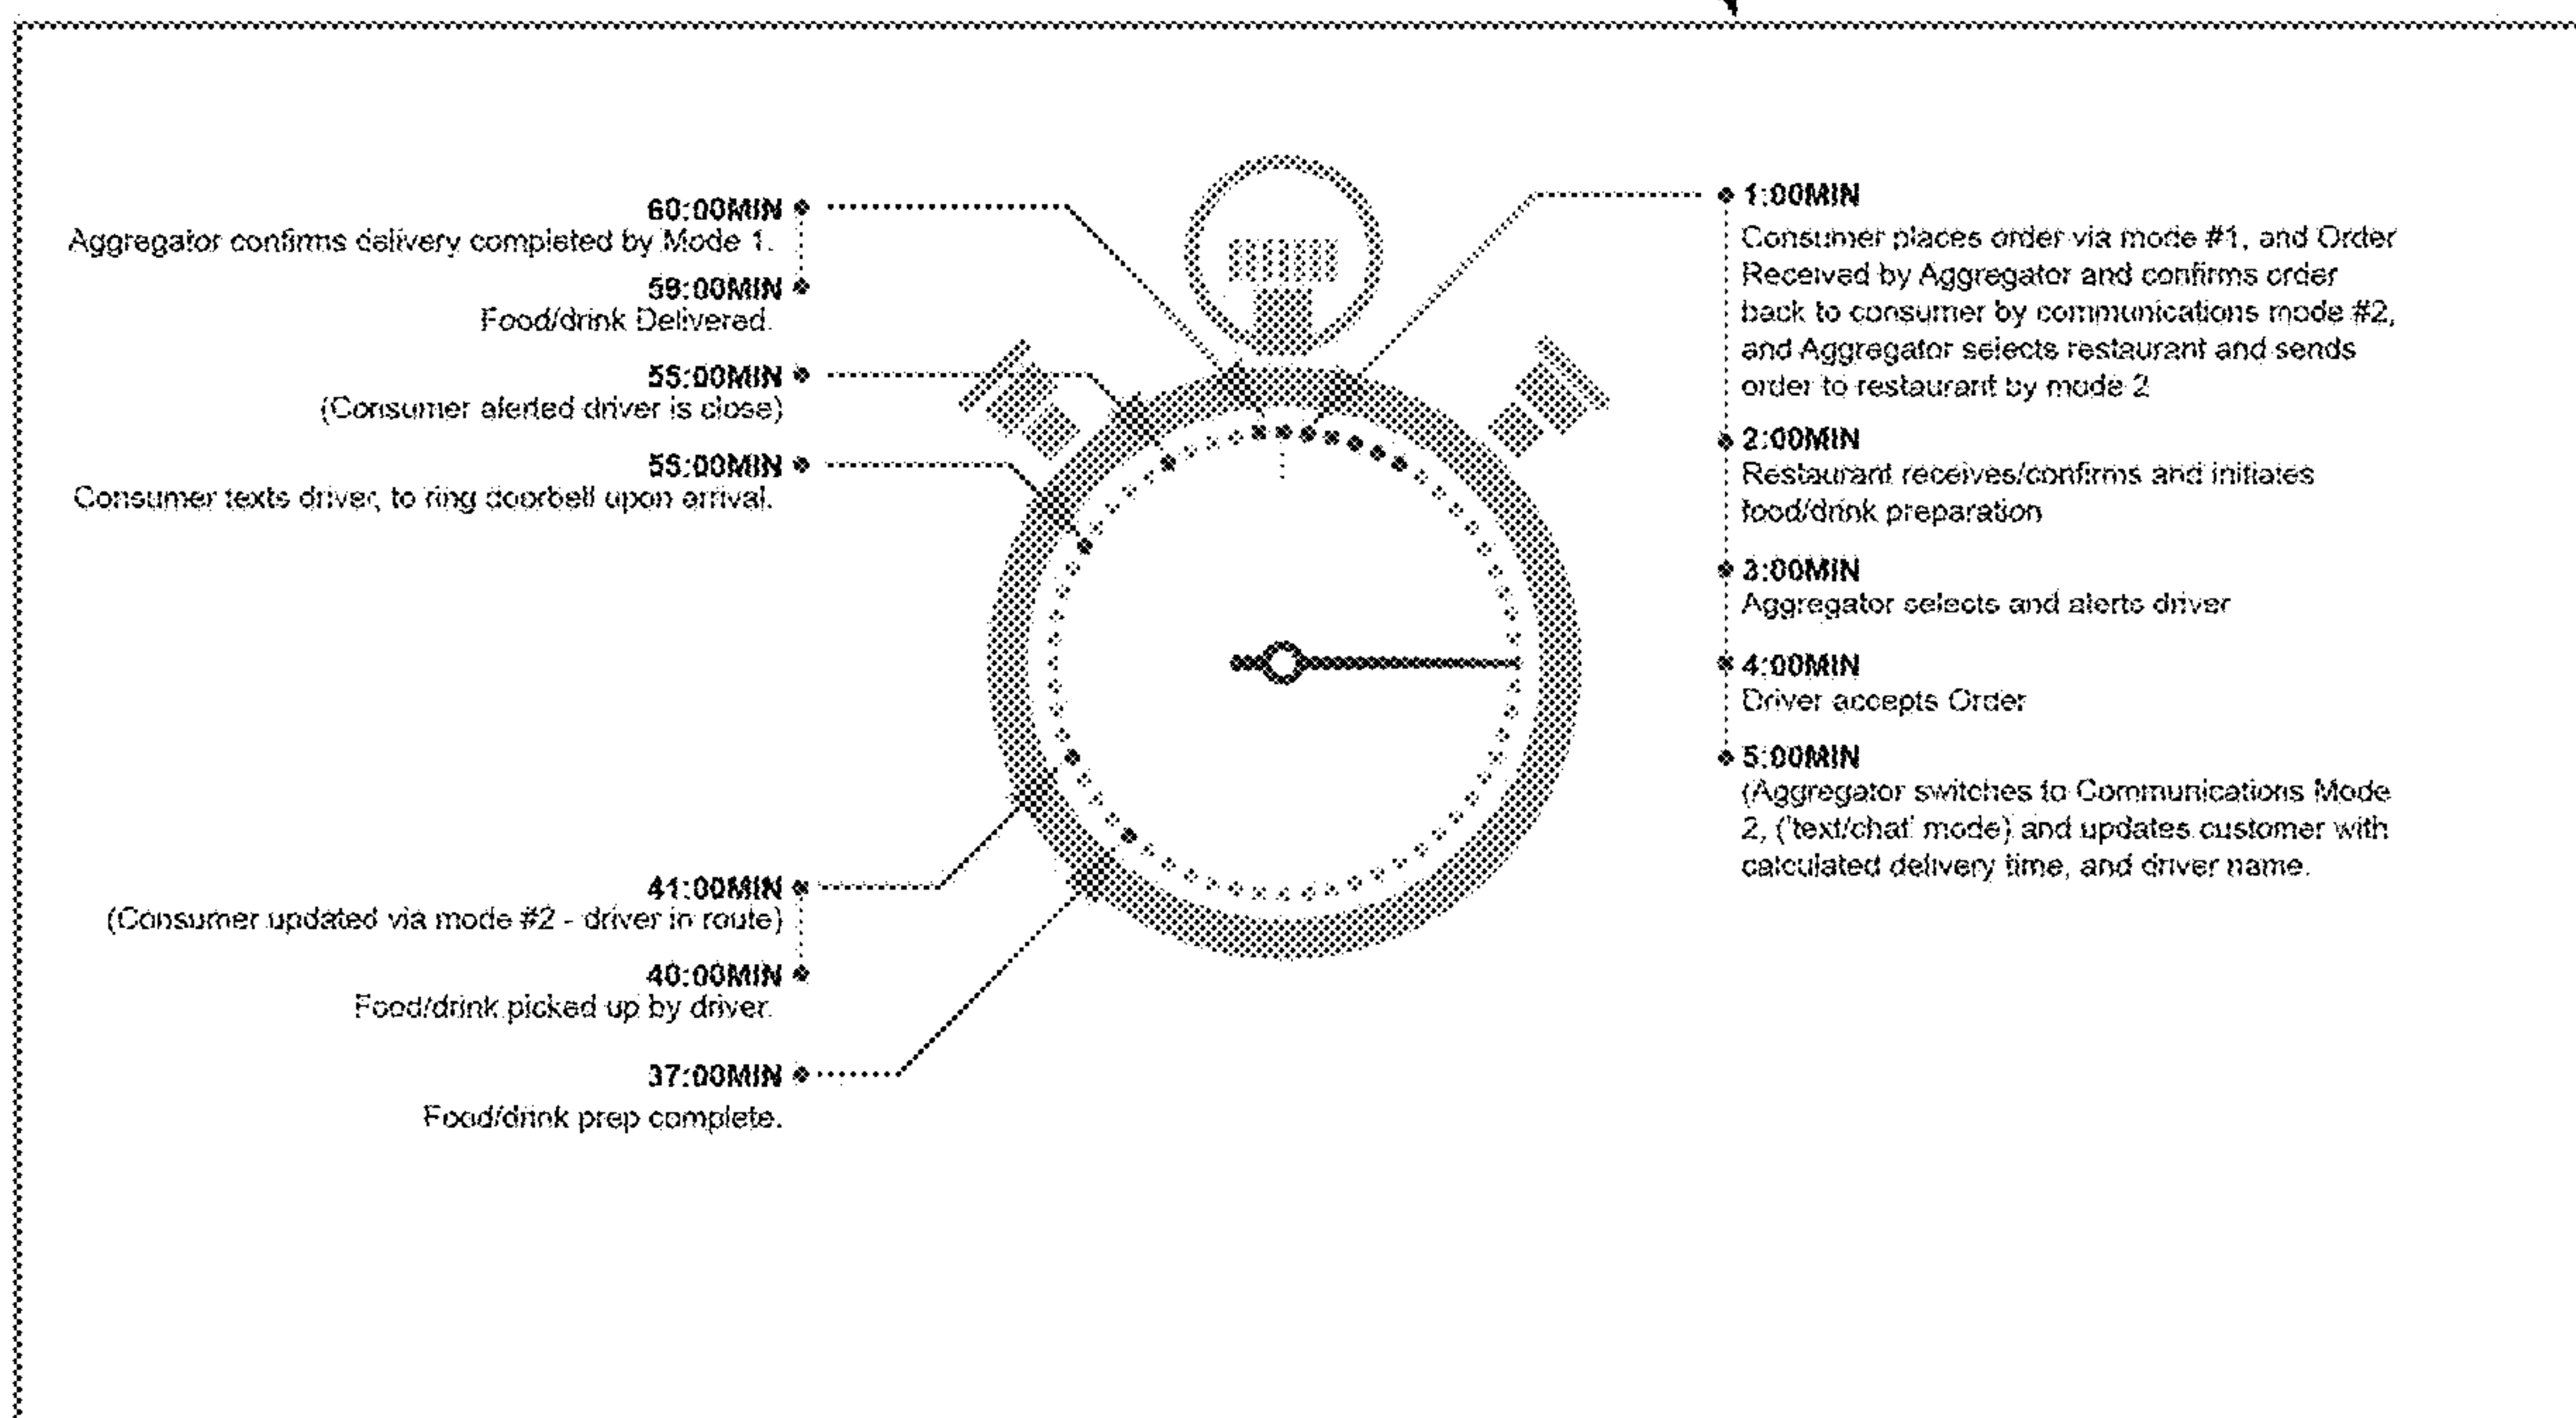 60:00MIN
Aggregator confirms delivery completed by Mode 1.
59:00MIN
Food/drink Delivered.
55:00MIN
(Consumer alerted driver is close)
55:00MIN
Consumer texts driver, to ring doorbell upon arrival.
41:00MIN
(Consumer updated via mode #2 - driver in route)
40:00MIN
Food/drink picked up by driver.
37:00MIN
Food/drink prep complete.
1:00MIN
Consumer places order via mode #1, and Order
Received by Aggregator and confirms order
back to consumer by communications mode #2,
and Aggregator selects restaurant and sends
order to restaurant by mode 2
2:00MIN
Restaurant receives/confirms and initiates
food/drink preparation
3:00MIN
Aggregator selects and alerts driver
4:00MIN
Driver accepts Order
5:00MIN
(Aggregator switches to Communications Mode
2, ('text/chat' mode) and updates customer with
calculated delivery time, and driver name.